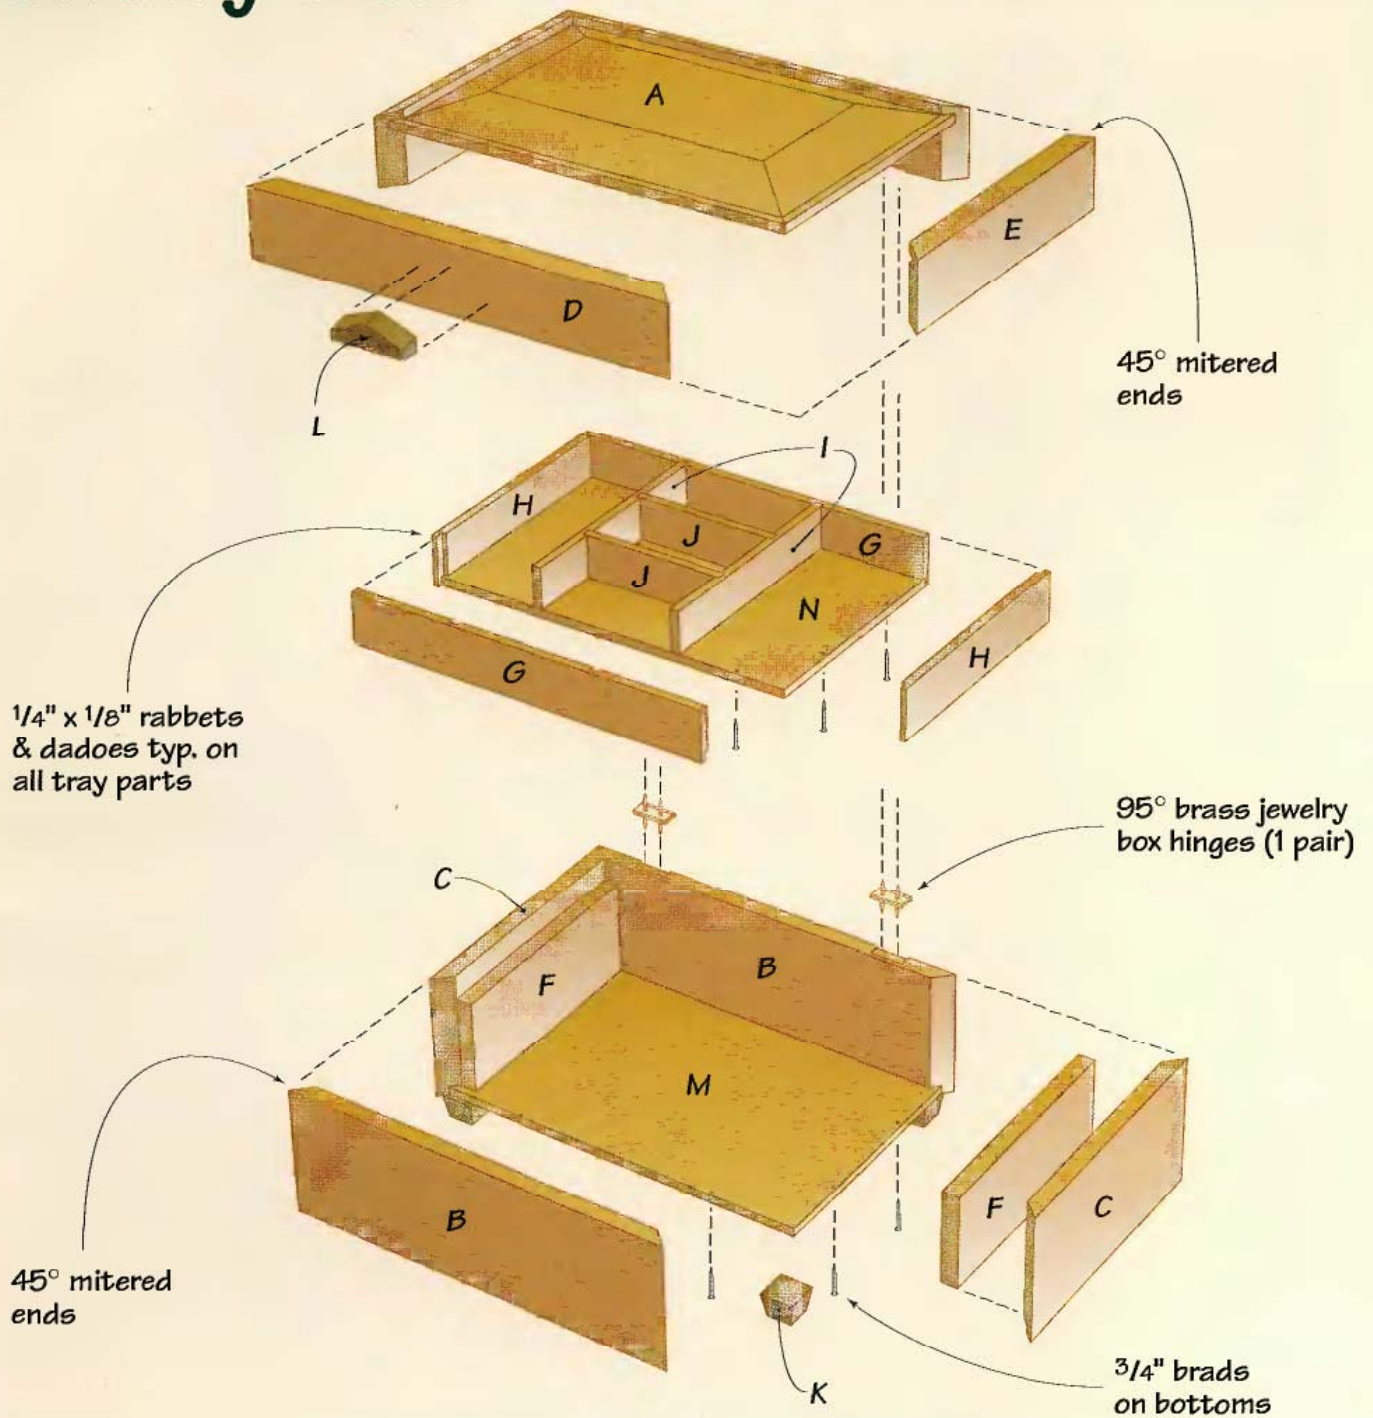 A
E
D
45° mitered
ends
L
I
H
J
G
J
N
H
G
1/4" x 1/8" rabbets
& dadoes typ. on
all tray parts
95° brass jewelry
box hinges (1 pair)
C
B
F
M
F
C
B
45° mitered
ends
3/4" brads
on bottoms
K